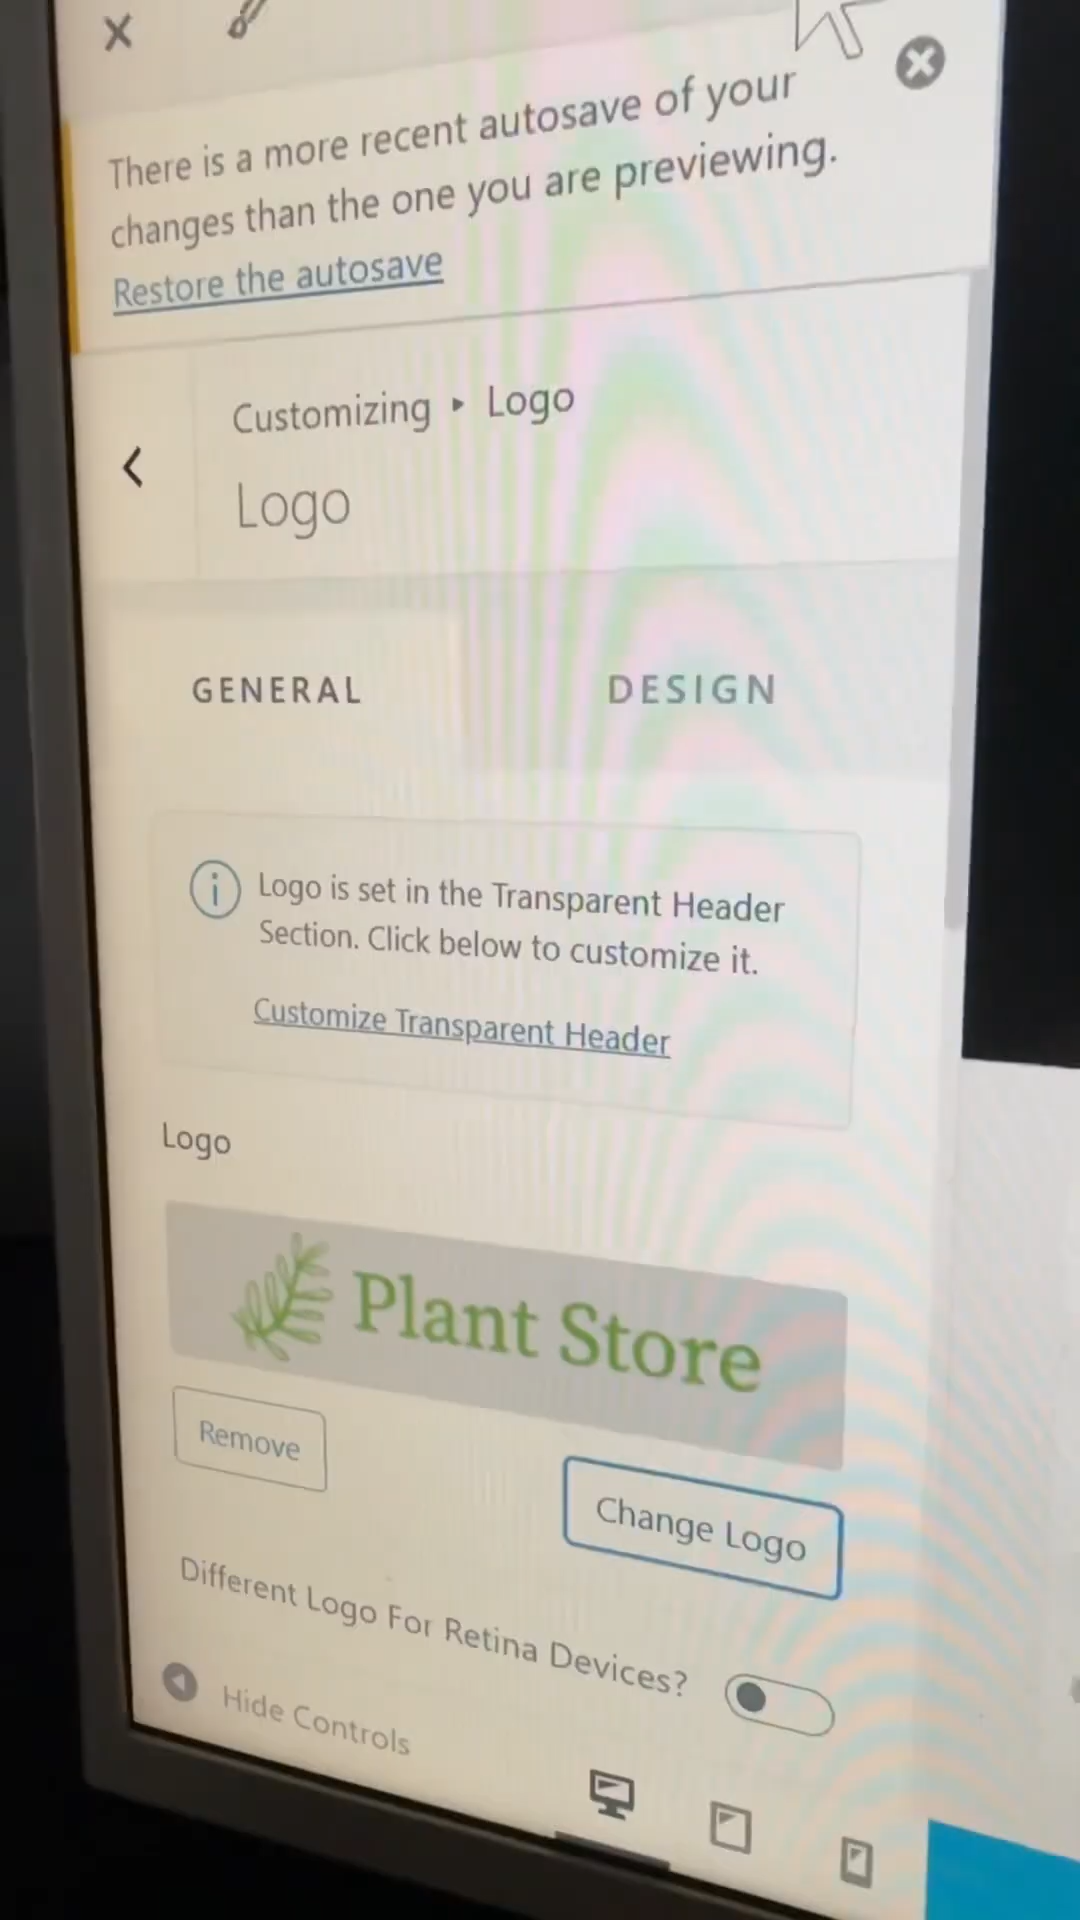 There is a more recent autosave of your
changes than the one you are previewing.
Restore the autosave
Customizing ▸ Logo
Logo
GENERAL
DESIGN
Logo is set in the Transparent Header
Section. Click below to customize it.
Customize Transparent Header
Logo
Plant Store
Remove
Change Logo
Different Logo For Retina Devices?
Hide Controls